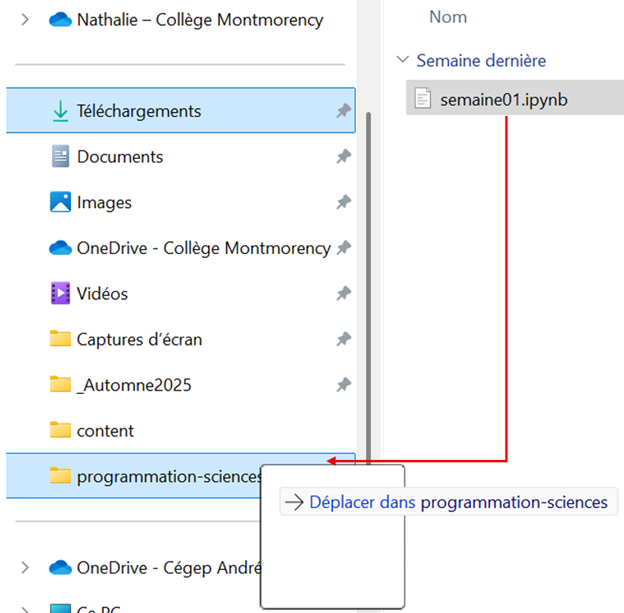 Nathalie – Collège Montmorency
Téléchargements
Documents
Images
OneDrive - Collège Montmorency
Vidéos
Captures d'écran
_Automne2025
content
programmation-sciences
OneDrive - Cégep André
Ce PC
Nom
Semaine dernière
semaine01.ipynb
Déplacer dans programmation-sciences